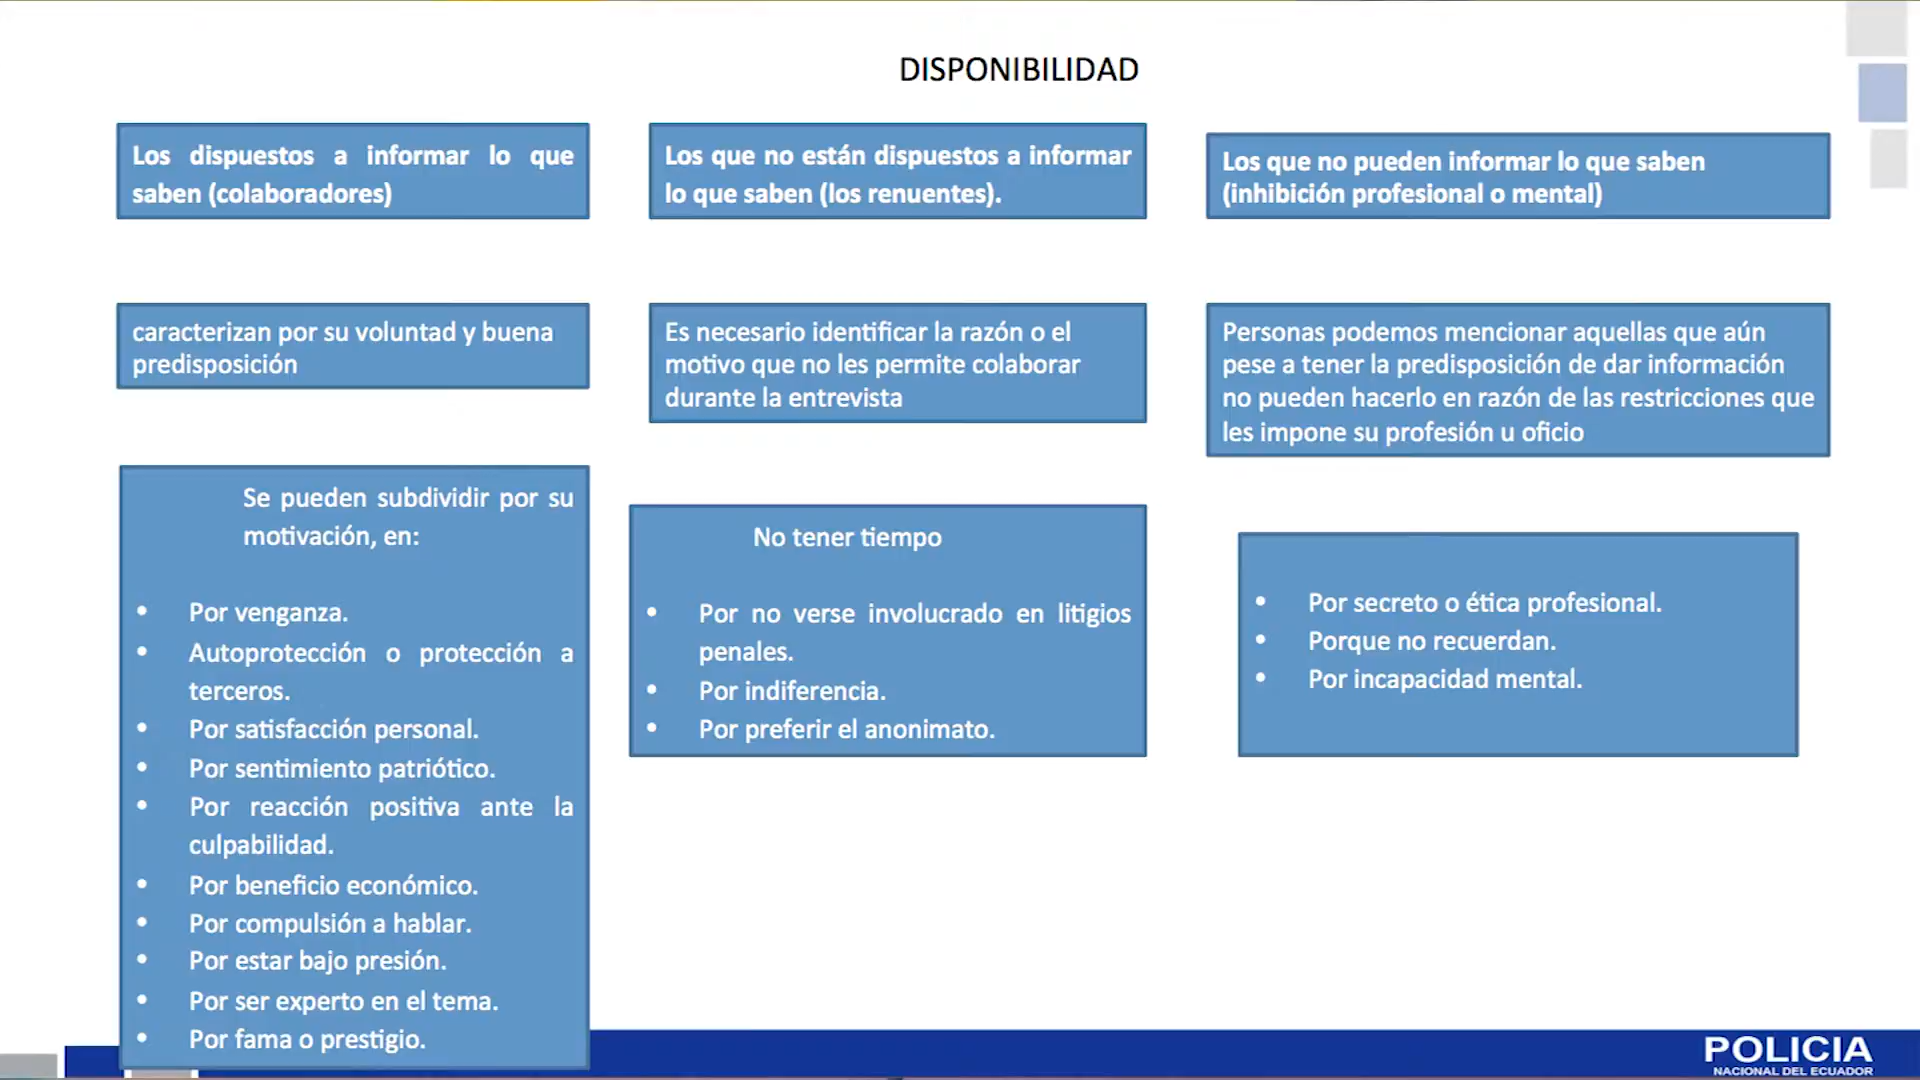 DISPONIBILIDAD
Los dispuestos a informar lo que
saben (colaboradores)
caracterizan por su voluntad y buena
predisposición
Se pueden subdividir por su
motivación, en:
• Por venganza.
• Autoprotección o protección a
terceros.
• Por satisfacción personal.
• Por sentimiento patriótico.
• Por reacción positiva ante la
culpabilidad.
• Por beneficio económico.
• Por compulsión a hablar.
• Por estar bajo presión.
• Por ser experto en el tema.
• Por fama o prestigio.
Los que no están dispuestos a informar
lo que saben (los renuentes).
Es necesario identificar la razón o el
motivo que no les permite colaborar
durante la entrevista
No tener tiempo
• Por no verse involucrado en litigios
penales.
• Por indiferencia.
• Por preferir el anonimato.
Los que no pueden informar lo que saben
(inhibición profesional o mental)
Personas podemos mencionar aquellas que aún
pese a tener la predisposición de dar información
no pueden hacerlo en razón de las restricciones que
les impone su profesión u oficio
• Por secreto o ética profesional.
• Porque no recuerdan.
• Por incapacidad mental.
POLICIA
NACIONAL DEL ECUADOR